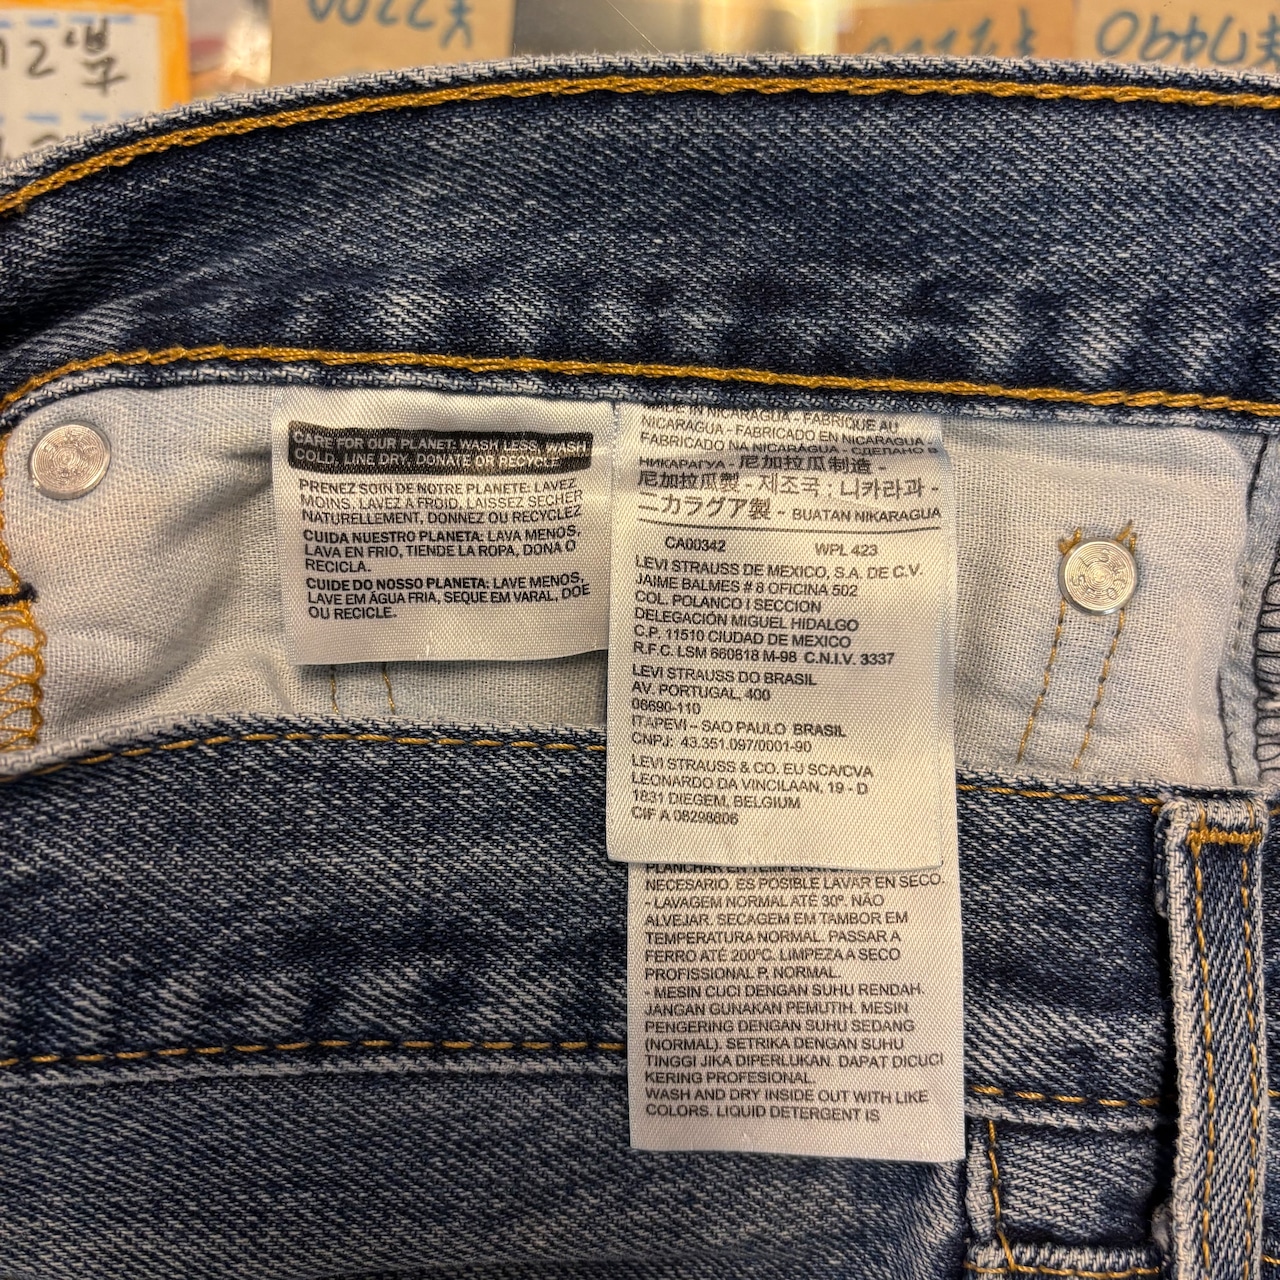 CARE FOR OUR PLANET: WASH LESS, WASH
COLD, LINE DRY, DONATE OR RECYCLE
PRENEZ SOIN DE NOTRE PLANETE: LAVEZ
MOINS, LAVEZ A FROID, LAISSEZ SECHER
NATURELLEMENT, DONNEZ OU RECYCLEZ
CUIDA NUESTRO PLANETA: LAVA MENOS,
LAVA EN FRIO, TIENDE LA ROPA, DONA O
RECICLA.
CUIDE DO NOSSO PLANETA: LAVE MENOS,
LAVE EM ÁGUA FRIA, SEQUE EM VARAL, DOE
OU RECICLE.
MADE IN NICARAGUA - FABRIQUE AU
NICARAGUA - FABRICADO EN NICARAGUA -
FABRICADO NA NICARAGUA - СДЕЛАНО В
НИКАРАГУА - 尼加拉瓜制造 -
尼加拉瓜製 - 제조국 : 니카라과 -
ニカラグア製 - BUATAN NIKARAGUA
CA00342 WPL 423
LEVI STRAUSS DE MEXICO, S.A. DE C.V.
JAIME BALMES # 8 OFICINA 502
COL. POLANCO I SECCION
DELEGACIÓN MIGUEL HIDALGO
C.P. 11510 CIUDAD DE MEXICO
R.F.C. LSM 660818 M-98 C.N.I.V. 3337
LEVI STRAUSS DO BRASIL
AV. PORTUGAL, 400
06690-110
ITAPEVI – SAO PAULO BRASIL
CNPJ: 43.351.097/0001-90
LEVI STRAUSS & CO. EU SCA/CVA
LEONARDO DA VINCILAAN, 19 - D
1831 DIEGEM, BELGIUM
CIF A 08298606
PLANCHAR EN
NECESARIO. ES POSIBLE LAVAR EN SECO.
- LAVAGEM NORMAL ATÉ 30º. NÃO
ALVEJAR. SECAGEM EM TAMBOR EM
TEMPERATURA NORMAL. PASSAR A
FERRO ATÉ 200°C. LIMPEZA A SECO
PROFISSIONAL P. NORMAL.
- MESIN CUCI DENGAN SUHU RENDAH.
JANGAN GUNAKAN PEMUTIH. MESIN
PENGERING DENGAN SUHU SEDANG
(NORMAL). SETRIKA DENGAN SUHU
TINGGI JIKA DIPERLUKAN. DAPAT DICUCI
KERING PROFESIONAL.
WASH AND DRY INSIDE OUT WITH LIKE
COLORS. LIQUID DETERGENT IS